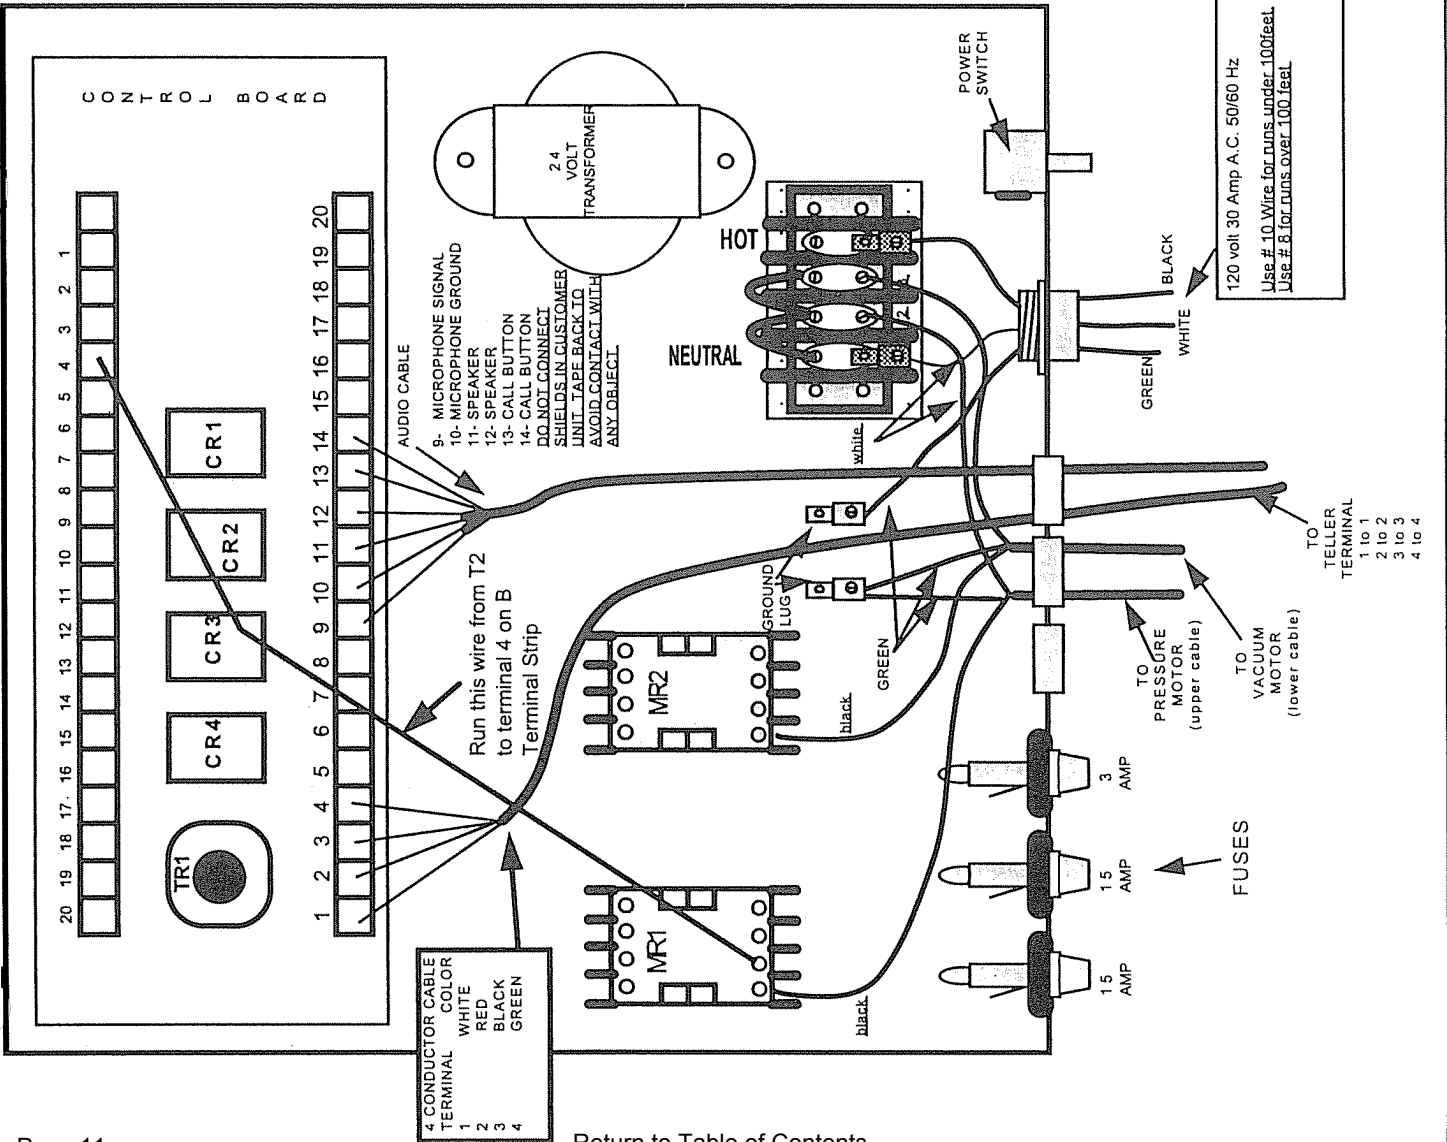 CONTROL BOARD
1
2
3
4
5
6
7
8
9
10
11
12
13
14
15
16
17
18
19
20
CR1
CR2
CR3
CR4
TR1
1
2
3
4
5
6
7
8
9
10
11
12
13
14
15
16
17
18
19
20
24
VOLT
TRANSFORMER
POWER
SWITCH
AUDIO CABLE
9- MICROPHONE SIGNAL
10- MICROPHONE GROUND
11- SPEAKER
12- SPEAKER
13- CALL BUTTON
14- CALL BUTTON
DO NOT CONNECT
SHIELDS IN CUSTOMER
UNIT. TAPE BACK TO
AVOID CONTACT WITH
ANY OBJECT.
HOT
NEUTRAL
1
2
120 volt 30 Amp A.C. 50/60 Hz
Use # 10 Wire for runs under 100feet.
Use # 8 for runs over 100 feet
BLACK
WHITE
GREEN
white
GROUND
LUG
GREEN
Run this wire from T2
to terminal 4 on B
Terminal Strip
MR2
black
MR1
black
4 CONDUCTOR CABLE
TERMINAL COLOR
1 WHITE
2 RED
3 BLACK
4 GREEN
TO
TELLER
TERMINAL
1 to 1
2 to 2
3 to 3
4 to 4
TO
PRESSURE
MOTOR
(upper cable)
TO
VACUUM
MOTOR
(lower cable)
3
AMP
15
AMP
15
AMP
FUSES
Page 11
Return to Table of Contents